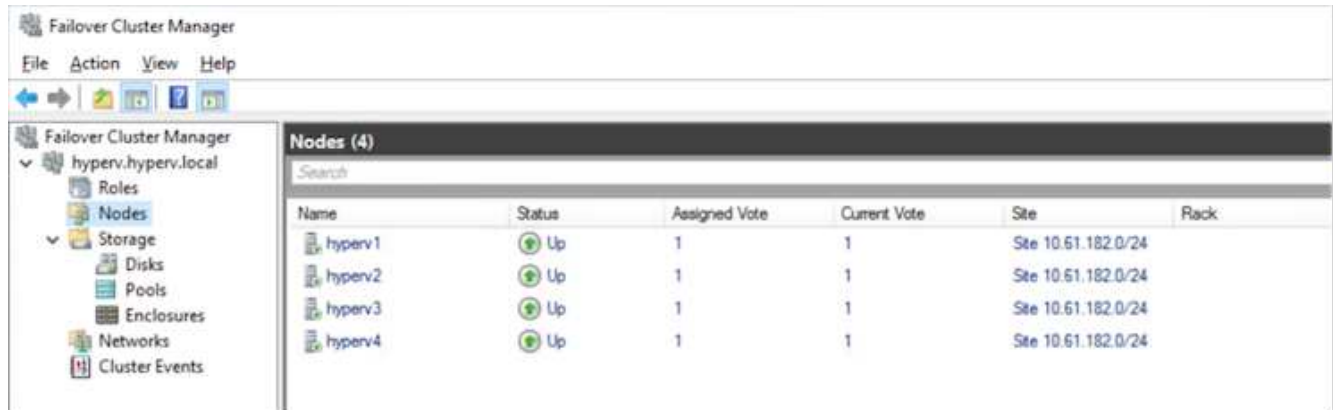 Failover Cluster Manager
File Action View Help
Failover Cluster Manager
hyperv.hyperv.local
Roles
Nodes
Storage
Disks
Pools
Enclosures
Networks
Cluster Events
Nodes (4)
Search
Name Status Assigned Vote Current Vote Site Rack
hyperv1 Up 1 1 Site 10.61.182.0/24
hyperv2 Up 1 1 Site 10.61.182.0/24
hyperv3 Up 1 1 Site 10.61.182.0/24
hyperv4 Up 1 1 Site 10.61.182.0/24